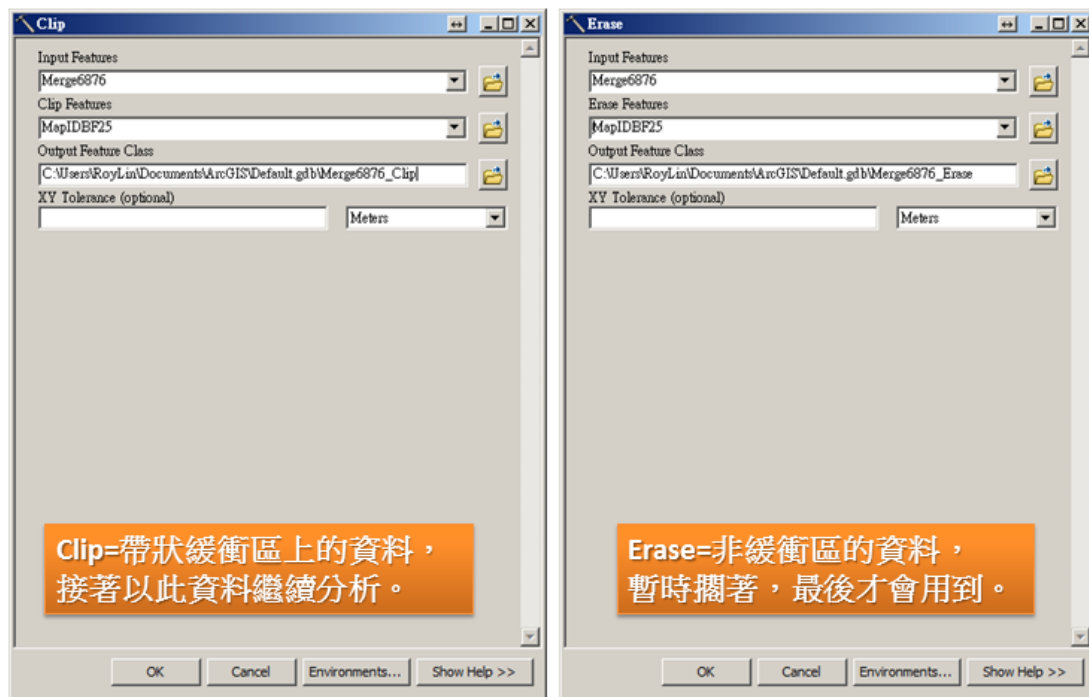 Clip
Input Features
Merge6876
Clip Features
MapIDBF25
Output Feature Class
C:\Users\RoyLin\Documents\ArcGIS\Default.gdb\Merge6876_Clip
XY Tolerance (optional)
Meters
Clip=帶狀緩衝區上的資料，
接著以此資料繼續分析。
OK Cancel Environments... Show Help >>
Erase
Input Features
Merge6876
Erase Features
MapIDBF25
Output Feature Class
C:\Users\RoyLin\Documents\ArcGIS\Default.gdb\Merge6876_Erase
XY Tolerance (optional)
Meters
Erase=非緩衝區的資料，
暫時擱著，最後才會用到。
OK Cancel Environments... Show Help >>